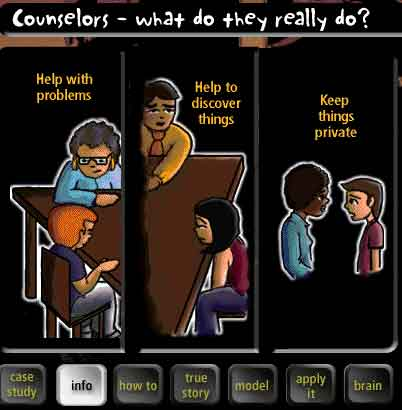 Counselors - what do they really do?
Help with
problems
Help to
discover
things
Keep
things
private
case
study
info
how to
true
story
model
apply
it
brain